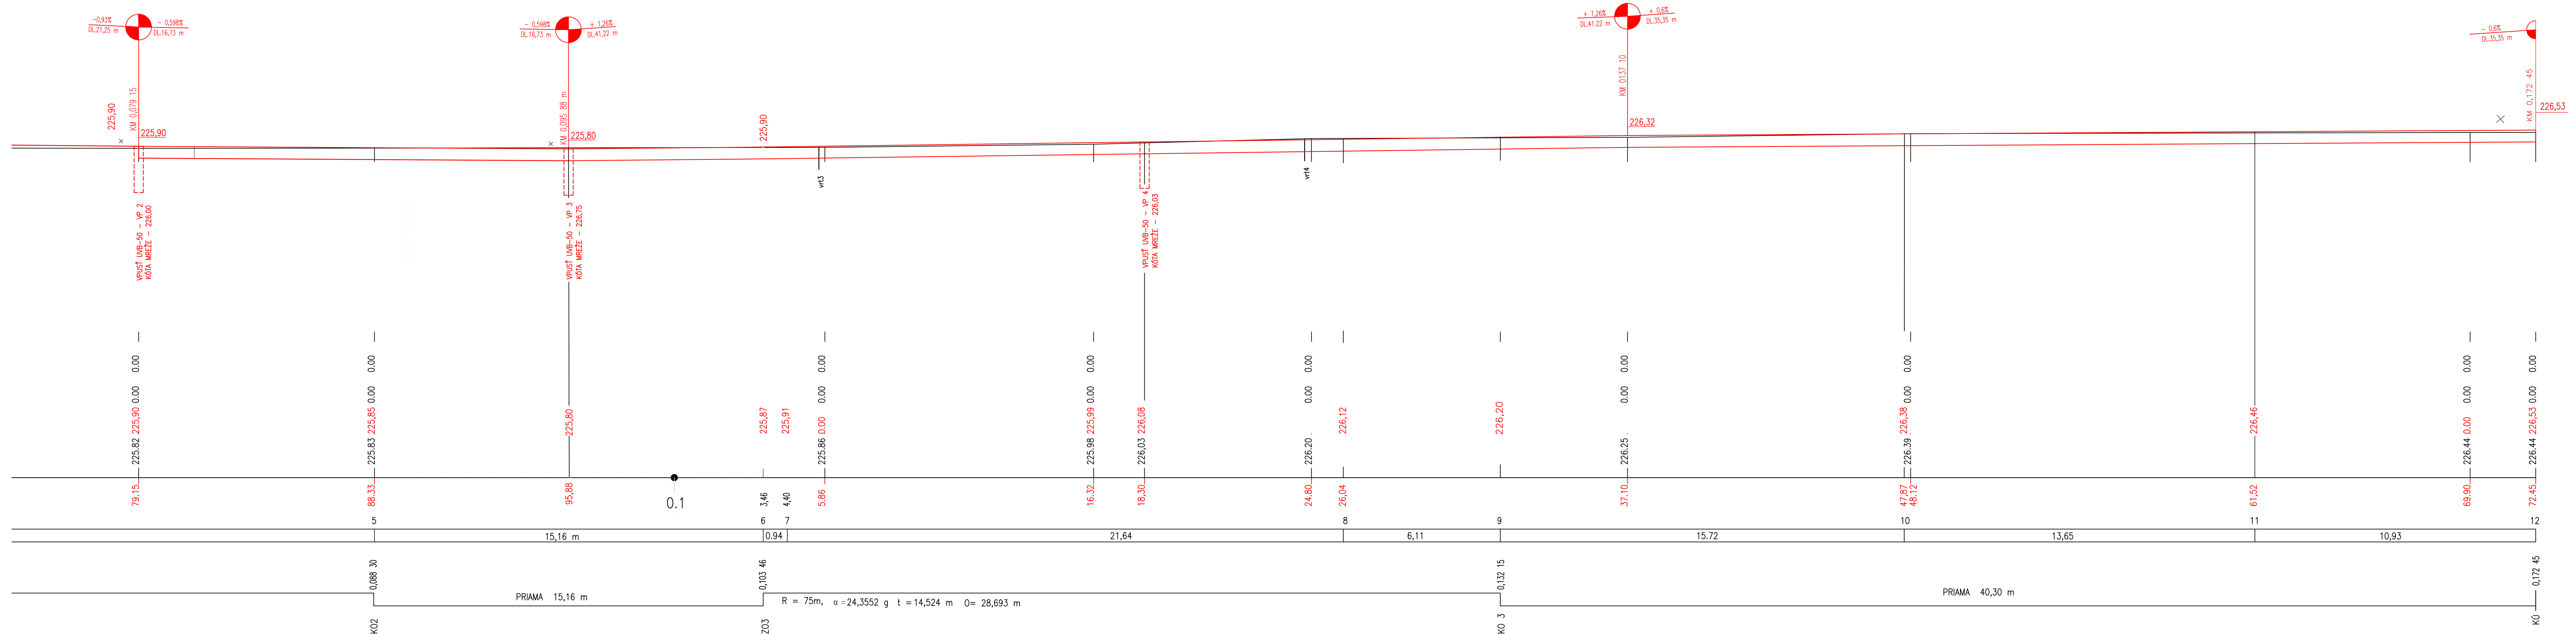 -0,93% - 0,598%
DL.21,25 m DL.16,73 m
- 0,598% + 1,26%
DL.16,73 m DL.41,22 m
+ 1,26% + 0,6%
DL.41.22 m DL.35,35 m
- 0,6%
DL.35,35 m
225,90
KM 0,079 15
225,90
KM 0,095 88 m
225,80
225,90
KM 0137 10
226,32
KM 0,172 45
226,53
vrt3
vrt4
VPUSŤ UVB-50 - VP 2
KÓTA MREŽE - 226,00
VPUSŤ UVB-50 - VP 3
KÓTA MREŽE - 226,75
VPUSŤ UVB-50 - VP 4
KÓTA MREŽE - 226,03
225.82 225,90 0.00 0.00
225.83 225,85 0.00 0.00
225,80
225,87
225,91
225.86 0.00 0.00 0.00
225.98 225,99 0.00 0.00
226,03 226,08
226.20 . 0.00 0.00
226,12
226,20
226.25 . 0.00 0.00
226,38
226.39 . 0.00 0.00
226,46
226.44 0.00 0.00 0.00
226.44 226,53 0.00 0.00
79.15 88.33 95,88 0.1 3,46 4,40 5.86 16.32 18,30 24.80 26,04 37.10 47,87 48.12 61,52 69.90 72.45
5 6 7 8 9 10 11 12
15,16 m 0.94 21,64 6,11 15.72 13,65 10,93
0,088 30 0,103 46 0,132 15 0,172 45
PRIAMA 15,16 m
R = 75m, α =24,3552 g t =14,524 m O= 28,693 m
PRIAMA 40,30 m
KO2 ZO3 KO 3 KÚ